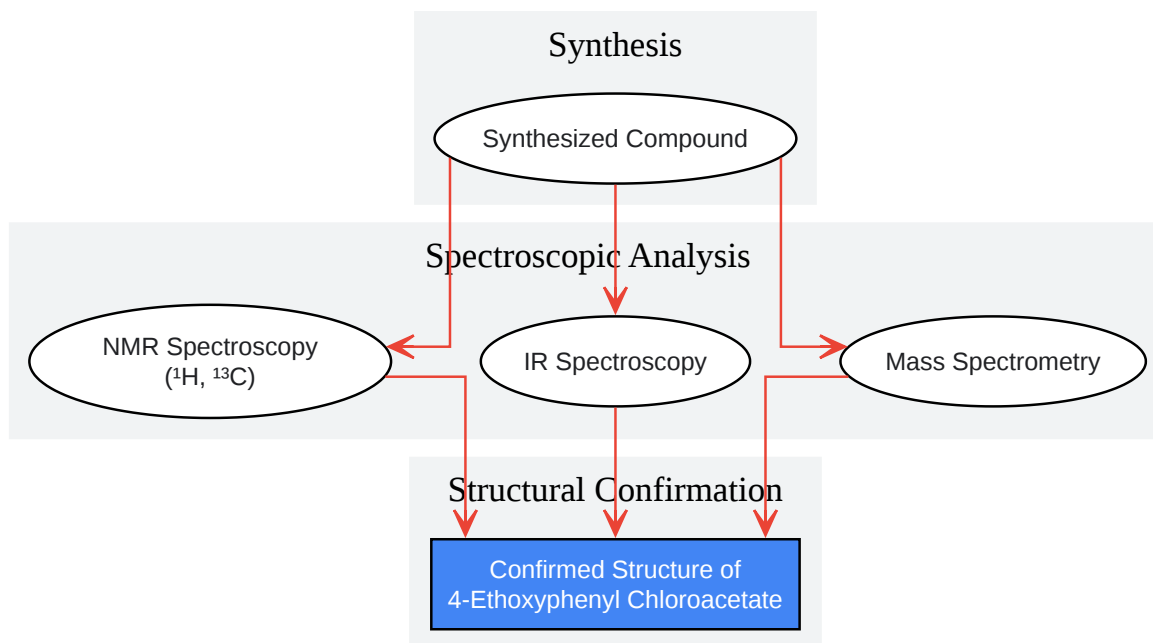 Synthesis
Synthesized Compound
Spectroscopic Analysis
NMR Spectroscopy
(¹H, ¹³C)
IR Spectroscopy
Mass Spectrometry
Structural Confirmation
Confirmed Structure of
4-Ethoxyphenyl Chloroacetate